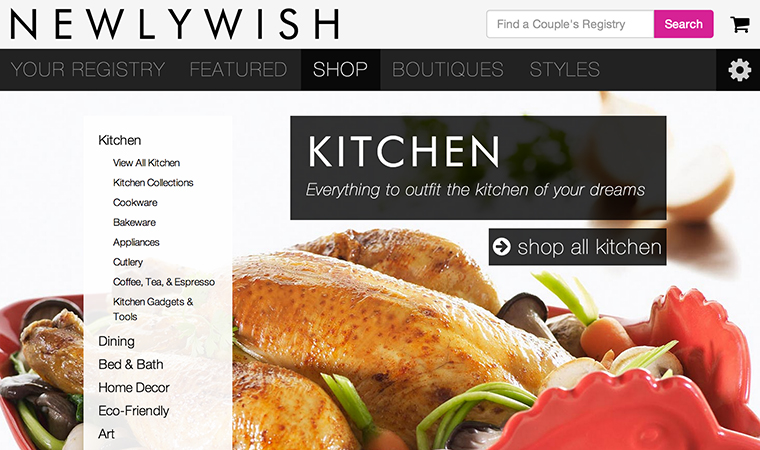 NEWLYWISH
Find a Couple's Registry
Search
YOUR REGISTRY FEATURED SHOP BOUTIQUES STYLES
Kitchen
View All Kitchen
Kitchen Collections
Cookware
Bakeware
Appliances
Cutlery
Coffee, Tea, & Espresso
Kitchen Gadgets &
Tools
Dining
Bed & Bath
Home Decor
Eco-Friendly
Art
KITCHEN
Everything to outfit the kitchen of your dreams
shop all kitchen